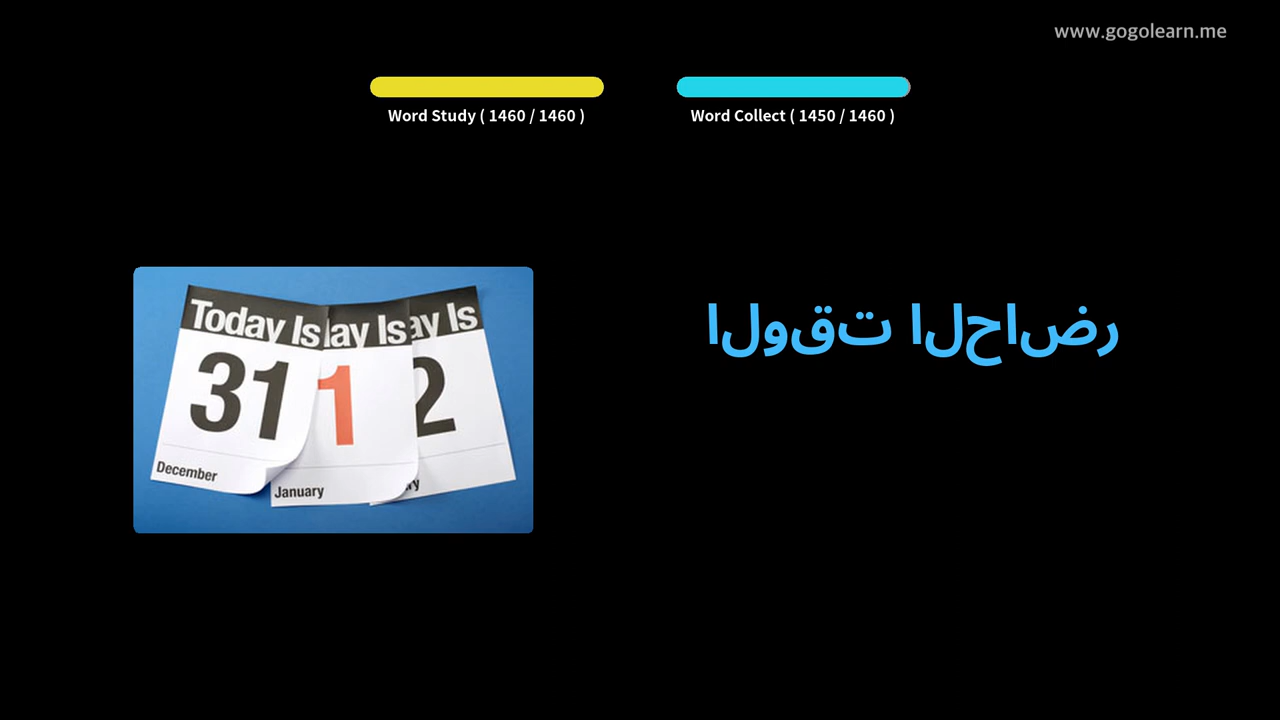 www.gogolearn.me
Word Study ( 1460 / 1460 )
Word Collect ( 1450 / 1460 )
الوقت الحاضر
Today Is
31
December
ay Is
1
January
ay Is
2
ry